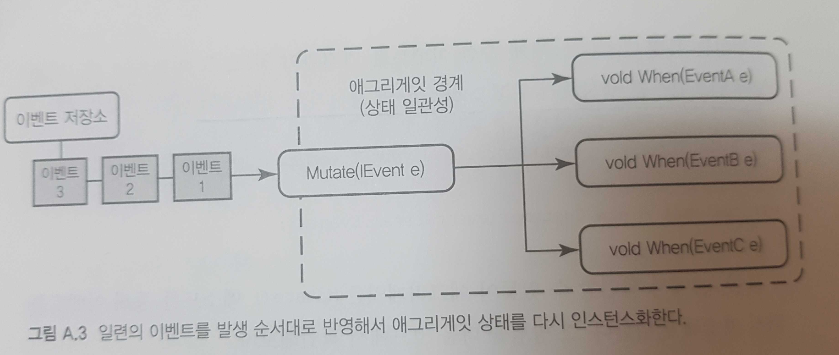 애그리게잇 경계
(상태 일관성)
이벤트 저장소
이벤트
3
이벤트
2
이벤트
1
Mutate(IEvent e)
void When(EventA e)
void When(EventB e)
void When(EventC e)
그림 A.3 일련의 이벤트를 발생 순서대로 반영해서 애그리게잇 상태를 다시 인스턴스화한다.